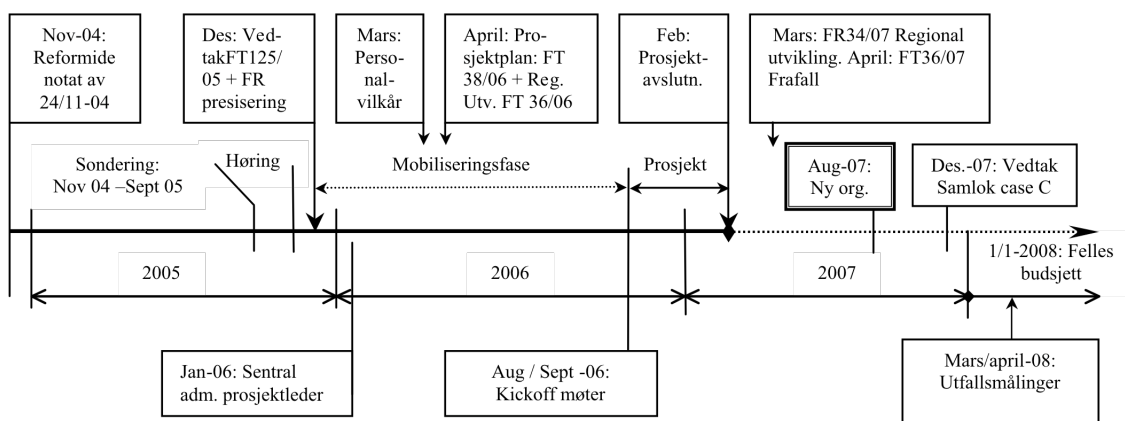 Nov-04:
Reformide
notat av
24/11-04
Des: Ved-
takFT125/
05 + FR
presisering
Mars:
Perso-
nal-
vilkår
April: Pro-
sjektplan: FT
38/06 + Reg.
Utv. FT 36/06
Feb:
Prosjekt-
avslutn.
Mars: FR34/07 Regional
utvikling. April: FT36/07
Frafall
Sondering:
Nov 04 –Sept 05
Høring
Mobiliseringsfase
Prosjekt
Aug-07:
Ny org.
Des.-07: Vedtak
Samlok case C
1/1-2008: Felles
budsjett
2005
2006
2007
Jan-06: Sentral
adm. prosjektleder
Aug / Sept -06:
Kickoff møter
Mars/april-08:
Utfallsmålinger